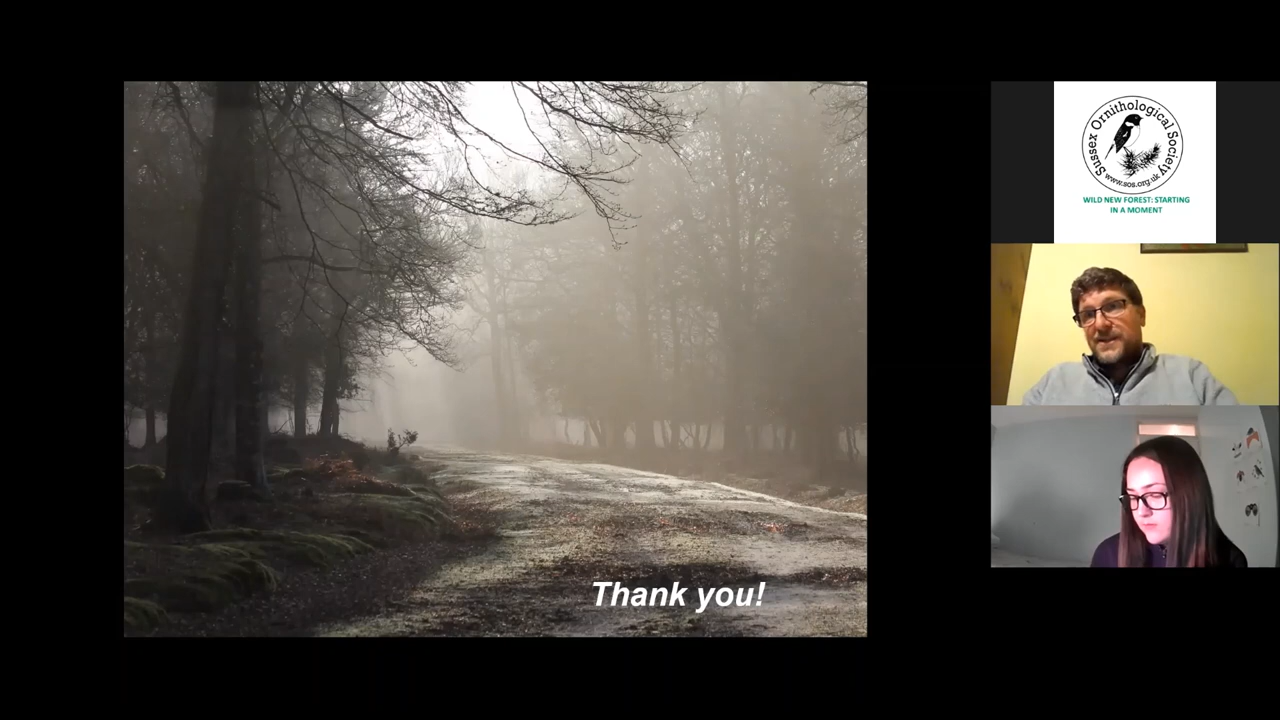 Sussex Ornithological Society
www.sos.org.uk
WILD NEW FOREST: STARTING
IN A MOMENT
Thank you!